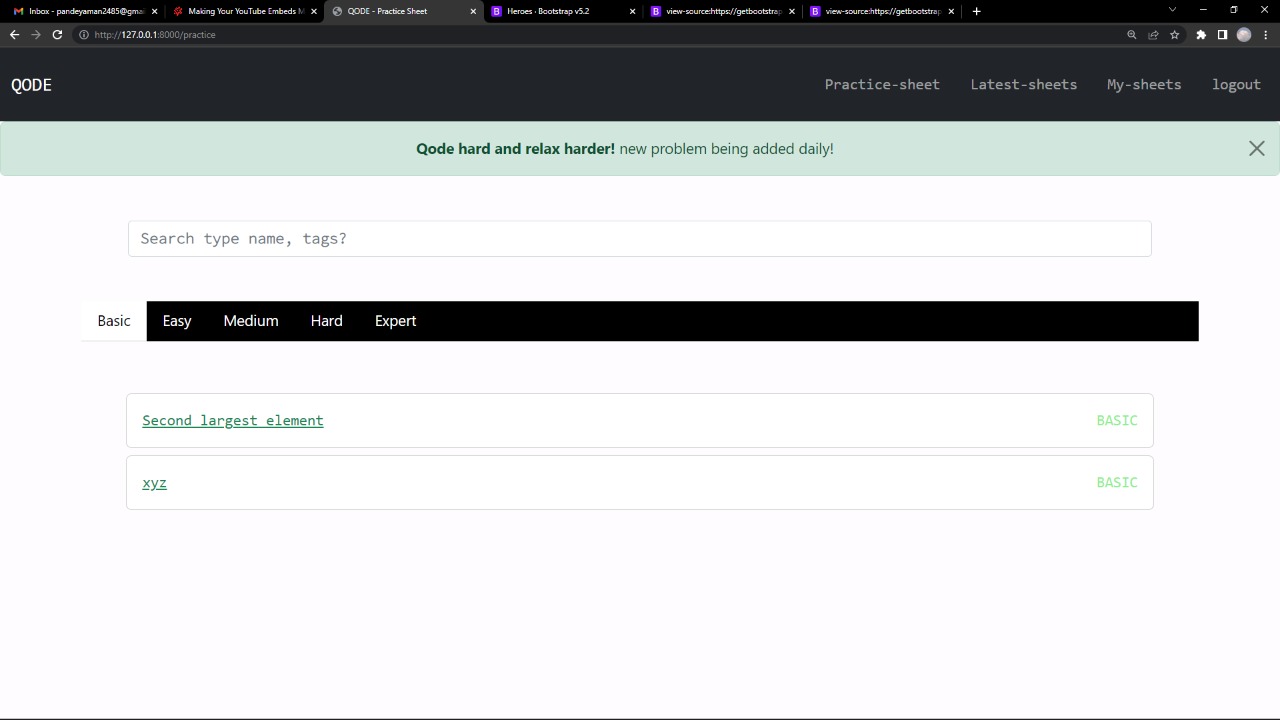 Inbox - pandeyaman2485@gmai
Making Your YouTube Embeds M
QODE - Practice Sheet
Heroes · Bootstrap v5.2
view-source:https://getbootstrap
view-source:https://getbootstrap
http://127.0.0.1:8000/practice
QODE
Practice-sheet
Latest-sheets
My-sheets
logout
Qode hard and relax harder! new problem being added daily!
Search type name, tags?
Basic
Easy
Medium
Hard
Expert
Second largest element
BASIC
xyz
BASIC